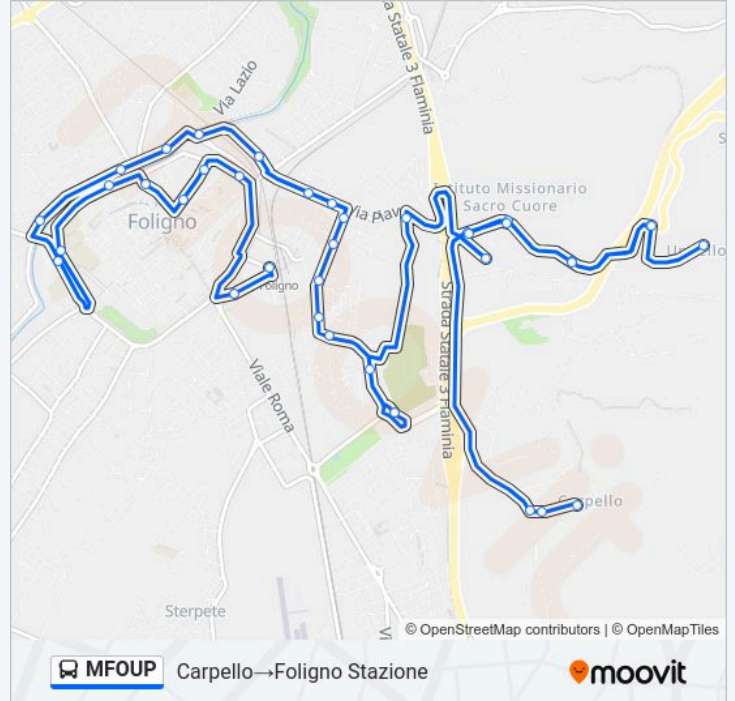 a Statale 3 Flaminia
Via Lazio
Istituto Missionario
Sacro Cuore
Via Piave
Foligno
Foligno
Strada Statale 3 Flaminia
Viale Roma
Carpello
Sterpete
Vi
© OpenStreetMap contributors | © OpenMapTiles
MFOUP
Carpello→Foligno Stazione
moovit